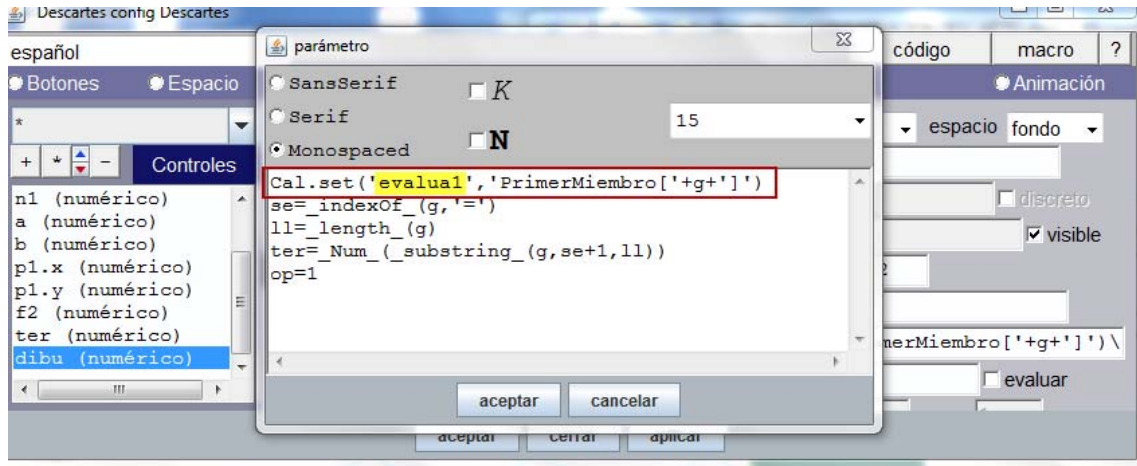 Descartes config Descartes
español
código
macro
?
Botones
Espacio
Animación
*
espacio
fondo
+
*
−
Controles
n1 (numérico)
a (numérico)
b (numérico)
p1.x (numérico)
p1.y (numérico)
f2 (numérico)
ter (numérico)
dibu (numérico)
discreto
visible
merMiembro['+g+']')\
evaluar
parámetro
SansSerif
K
Serif
15
N
Monospaced
Cal.set('evalua1','PrimerMiembro['+g+']')
se=_indexOf_(g,'=')
ll=_length_(g)
ter=_Num_(_substring_(g,se+1,ll))
op=1
aceptar
cancelar
aceptar
cerrar
aplicar